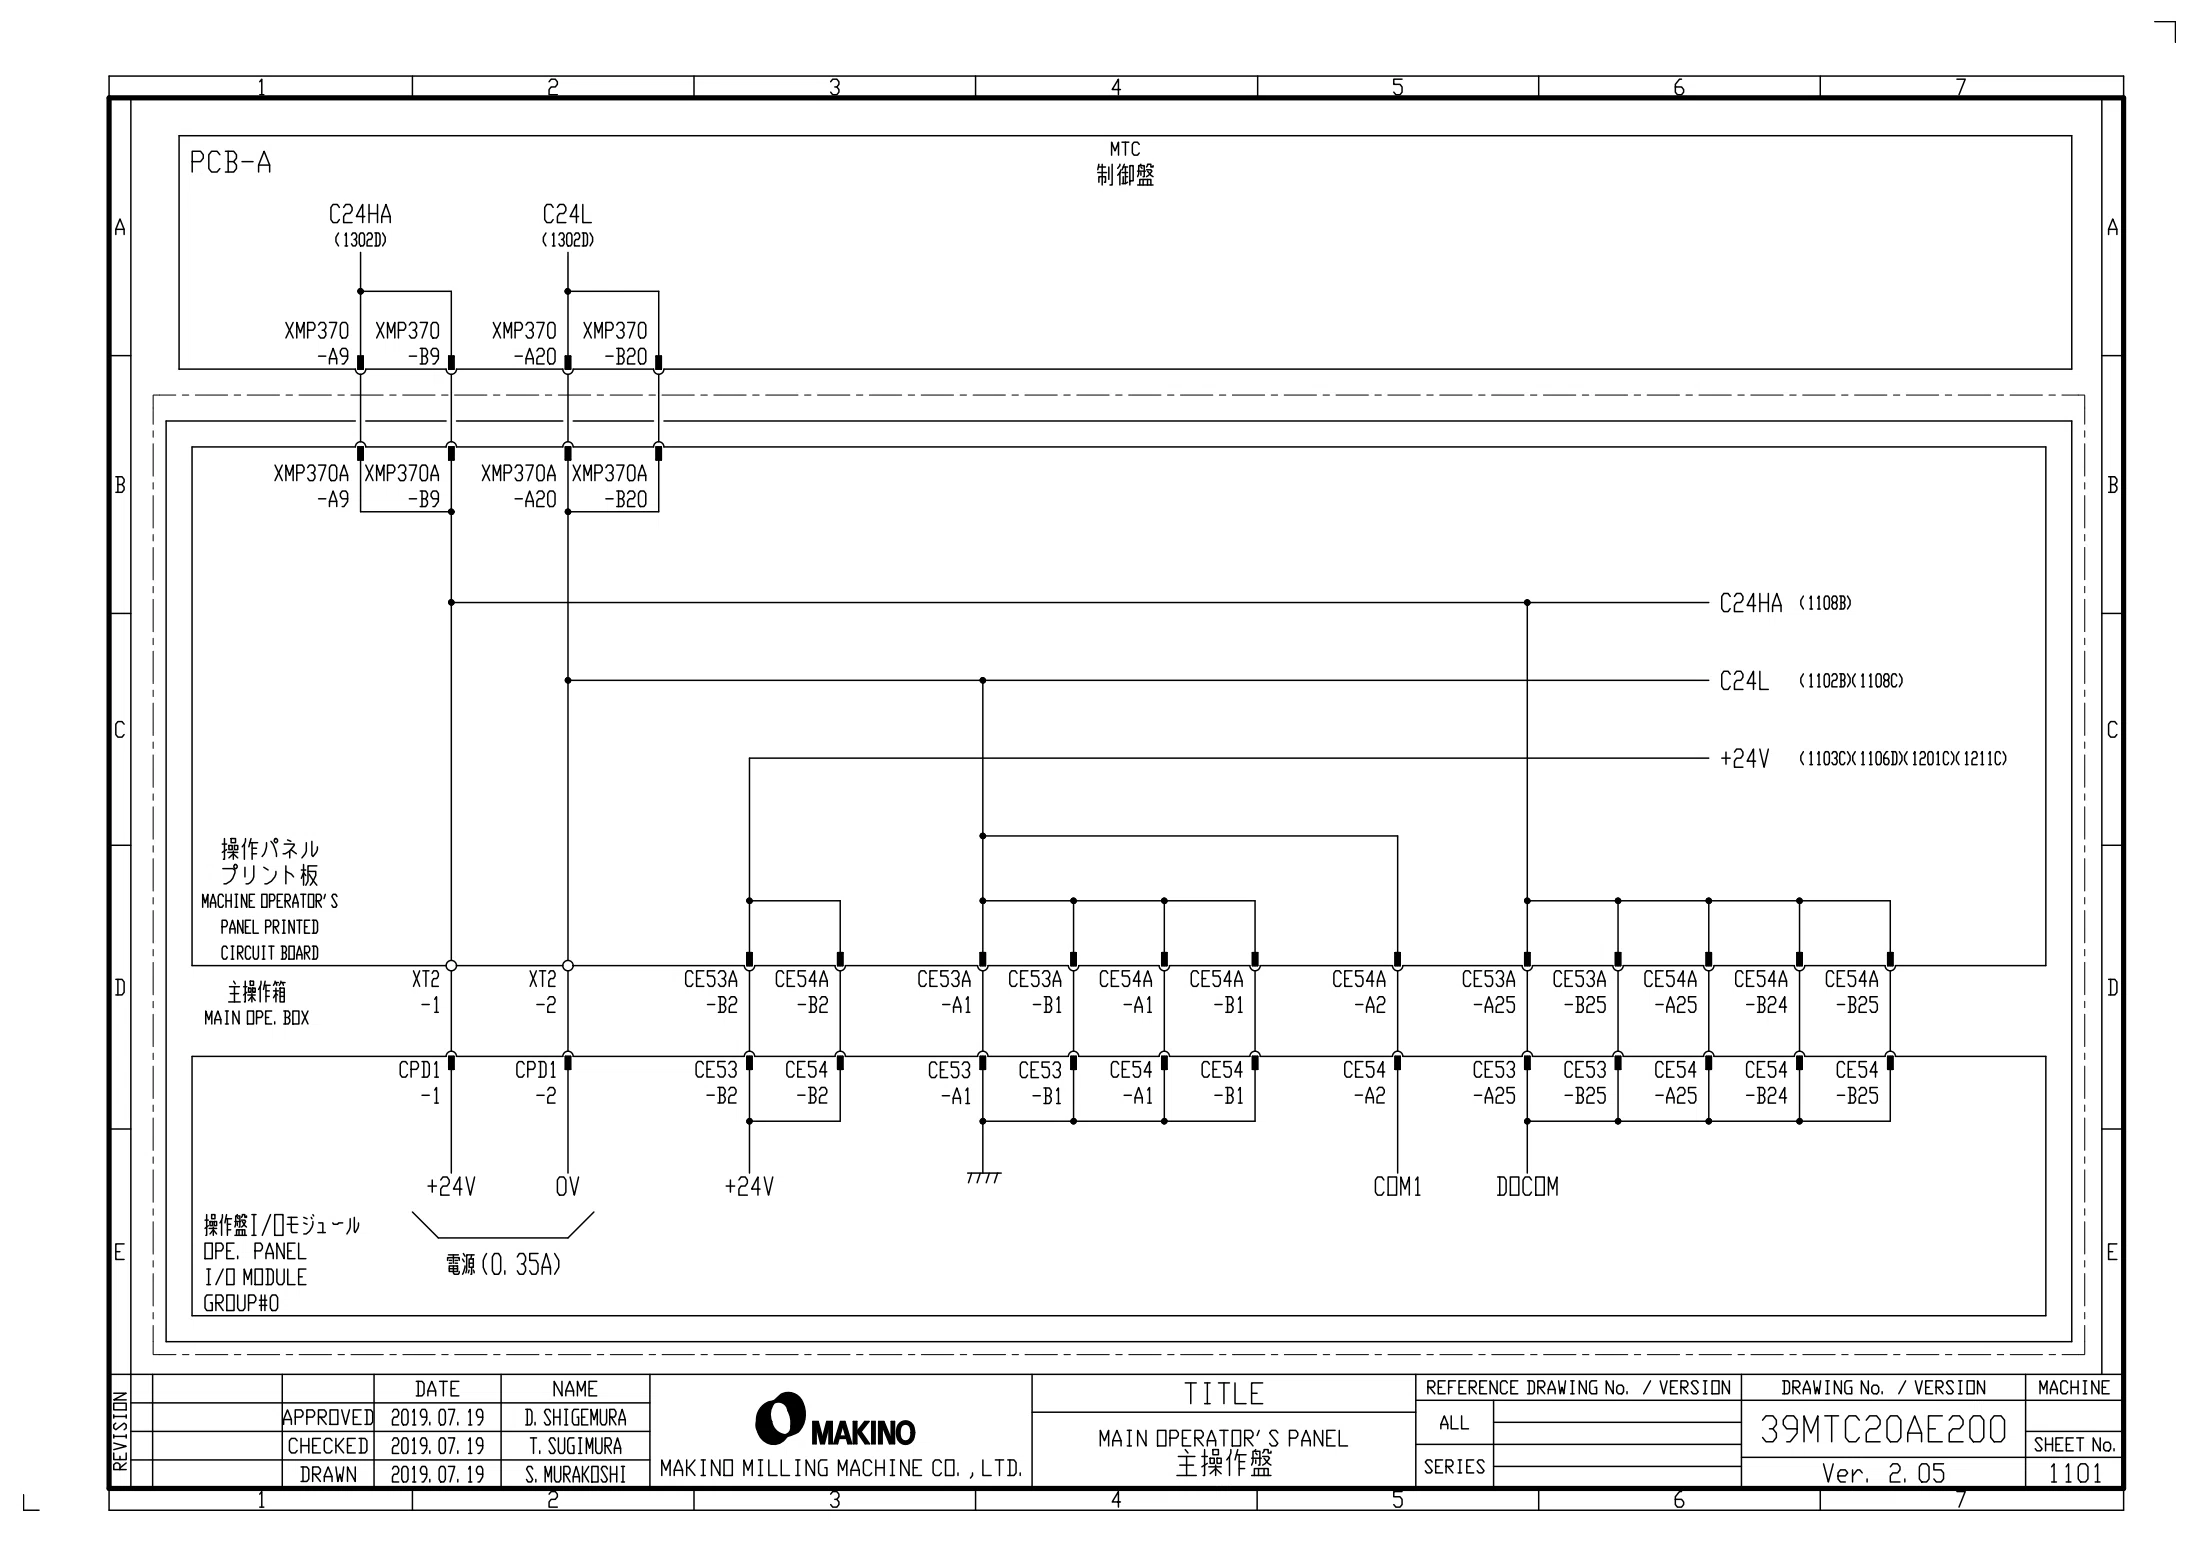 1 2 3 4 5 6 7
PCB-A
MTC
制御盤
A A
C24HA C24L
(1302D) (1302D)
XMP370 XMP370 XMP370 XMP370
-A9 -B9 -A20 -B20
XMP370A XMP370A XMP370A XMP370A
-A9 -B9 -A20 -B20
B B
C24HA (1108B)
C24L (1102B)(1108C)
C C
+24V (1103C)(1106D)(1201C)(1211C)
操作パネル
プリント板
MACHINE OPERATOR'S
PANEL PRINTED
CIRCUIT BOARD
XT2 XT2 CE53A CE54A CE53A CE53A CE54A CE54A CE54A CE53A CE53A CE54A CE54A CE54A
-1 -2 -B2 -B2 -A1 -B1 -A1 -B1 -A2 -A25 -B25 -A25 -B24 -B25
D D
主操作箱
MAIN OPE. BOX
CPD1 CPD1 CE53 CE54 CE53 CE53 CE54 CE54 CE54 CE53 CE53 CE54 CE54 CE54
-1 -2 -B2 -B2 -A1 -B1 -A1 -B1 -A2 -A25 -B25 -A25 -B24 -B25
+24V 0V +24V COM1 DOCOM
操作盤I/Oモジュール
OPE. PANEL
I/O MODULE
GROUP#0
電源(0.35A)
E E
REVISION
DATE NAME
APPROVED 2019.07.19 D. SHIGEMURA
CHECKED 2019.07.19 T. SUGIMURA
DRAWN 2019.07.19 S. MURAKOSHI
MAKINO
MAKINO MILLING MACHINE CO.,LTD.
TITLE
MAIN OPERATOR'S PANEL
主操作盤
REFERENCE DRAWING No. / VERSION
ALL
SERIES
DRAWING No. / VERSION
39MTC20AE200
Ver. 2.05
MACHINE
SHEET No.
1101
1 2 3 4 5 6 7